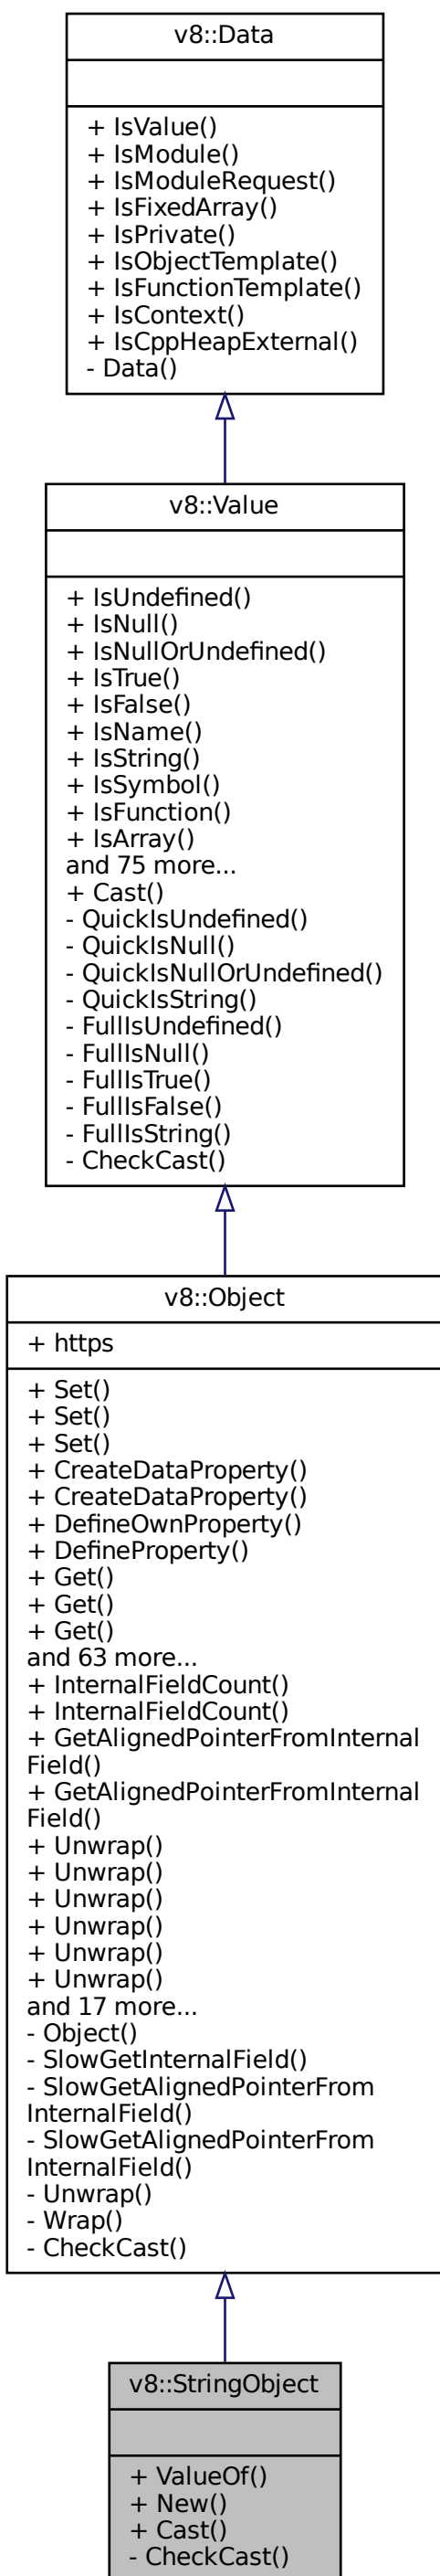 v8::Data
+ IsValue()
+ IsModule()
+ IsModuleRequest()
+ IsFixedArray()
+ IsPrivate()
+ IsObjectTemplate()
+ IsFunctionTemplate()
+ IsContext()
+ IsCppHeapExternal()
- Data()
v8::Value
+ IsUndefined()
+ IsNull()
+ IsNullOrUndefined()
+ IsTrue()
+ IsFalse()
+ IsName()
+ IsString()
+ IsSymbol()
+ IsFunction()
+ IsArray()
and 75 more...
+ Cast()
- QuickIsUndefined()
- QuickIsNull()
- QuickIsNullOrUndefined()
- QuickIsString()
- FullIsUndefined()
- FullIsNull()
- FullIsTrue()
- FullIsFalse()
- FullIsString()
- CheckCast()
v8::Object
+ https
+ Set()
+ Set()
+ Set()
+ CreateDataProperty()
+ CreateDataProperty()
+ DefineOwnProperty()
+ DefineProperty()
+ Get()
+ Get()
+ Get()
and 63 more...
+ InternalFieldCount()
+ InternalFieldCount()
+ GetAlignedPointerFromInternal
Field()
+ GetAlignedPointerFromInternal
Field()
+ Unwrap()
+ Unwrap()
+ Unwrap()
+ Unwrap()
+ Unwrap()
+ Unwrap()
and 17 more...
- Object()
- SlowGetInternalField()
- SlowGetAlignedPointerFrom
InternalField()
- SlowGetAlignedPointerFrom
InternalField()
- Unwrap()
- Wrap()
- CheckCast()
v8::StringObject
+ ValueOf()
+ New()
+ Cast()
- CheckCast()